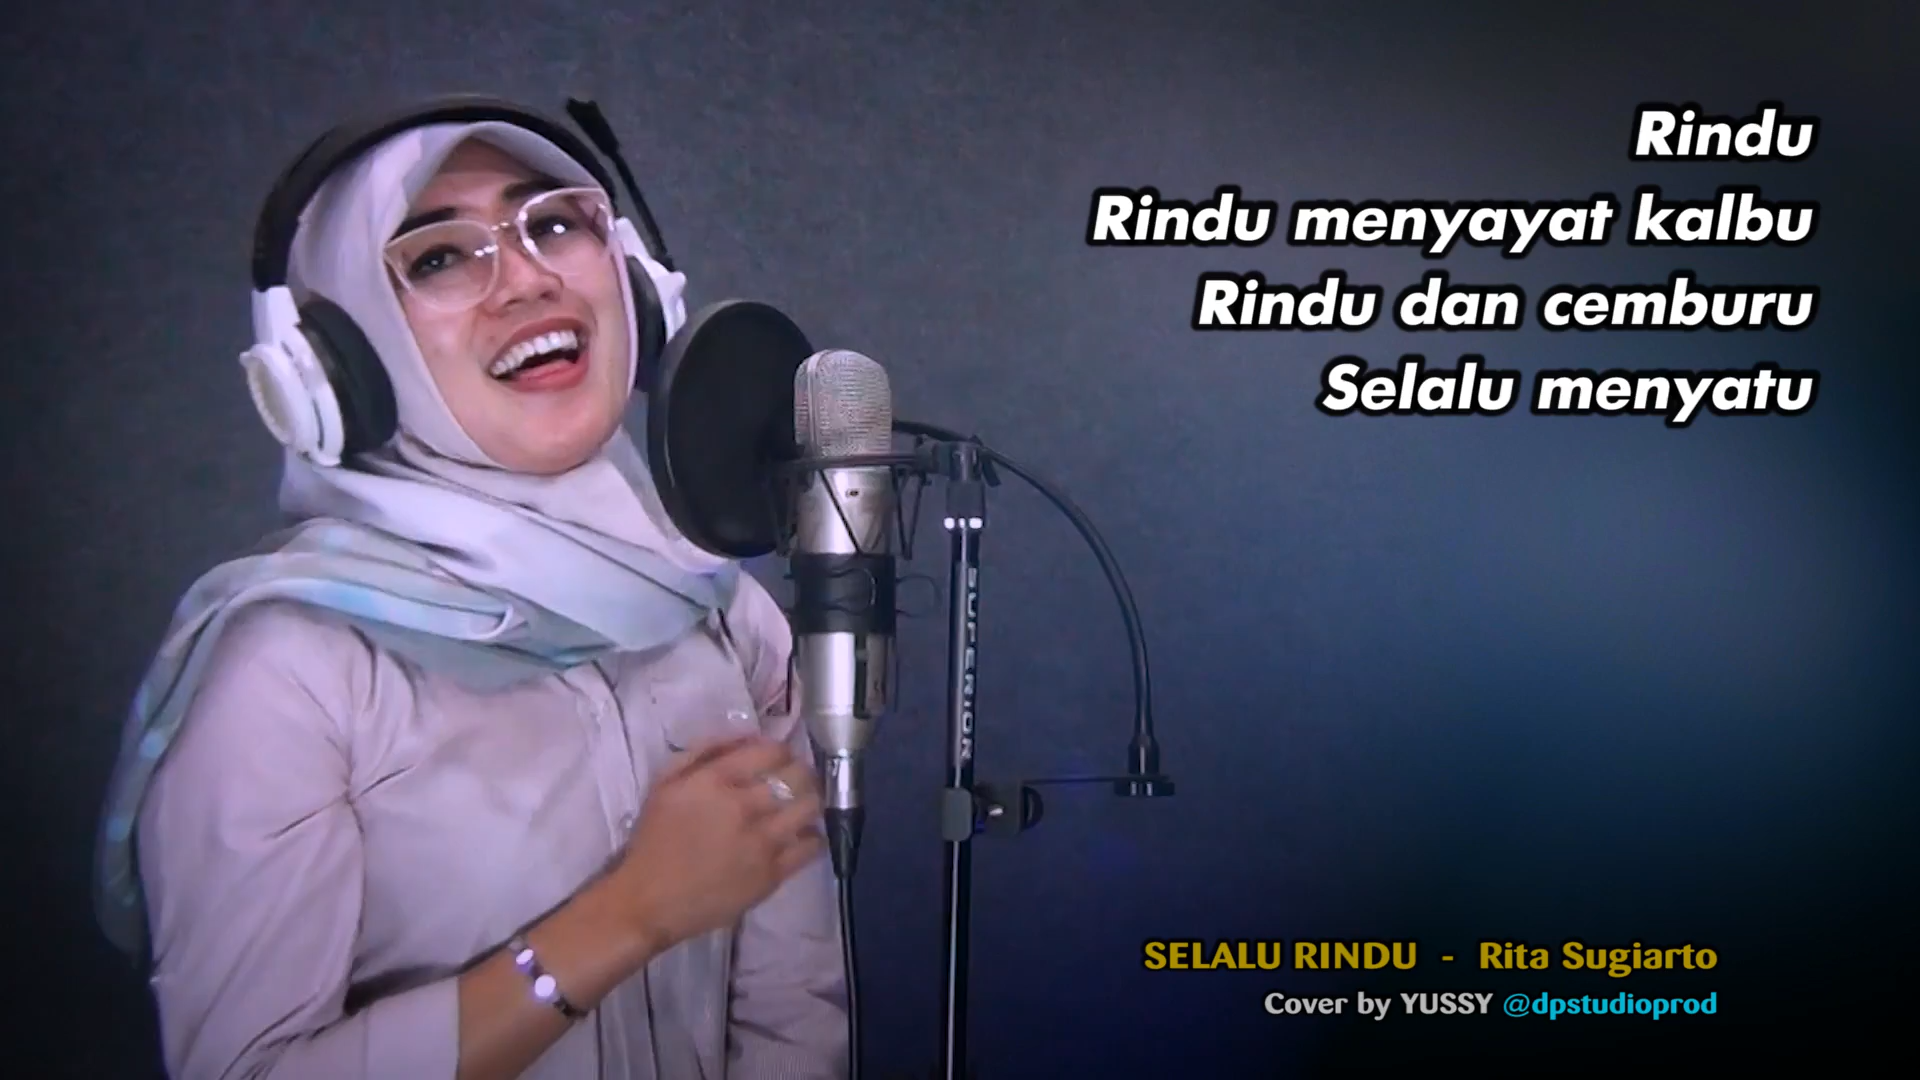 Rindu
Rindu menyayat kalbu
Rindu dan cemburu
Selalu menyatu
SUPERIOR
SELALU RINDU - Rita Sugiarto
Cover by YUSSY @dpstudioprod